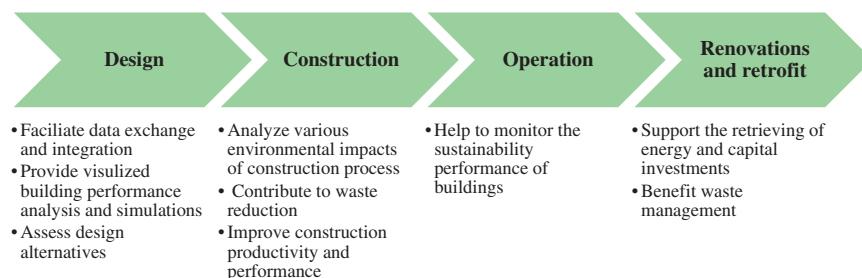 Design
Construction
Operation
Renovations
and retrofit
• Faciliate data exchange
and integration
• Provide visulized
building performance
analysis and simulations
• Assess design
alternatives
• Analyze various
environmental impacts
of construction process
• Contribute to waste
reduction
• Improve construction
productivity and
performance
• Help to monitor the
sustainability
performance of
buildings
• Support the retrieving of
energy and capital
investments
• Benefit waste
management